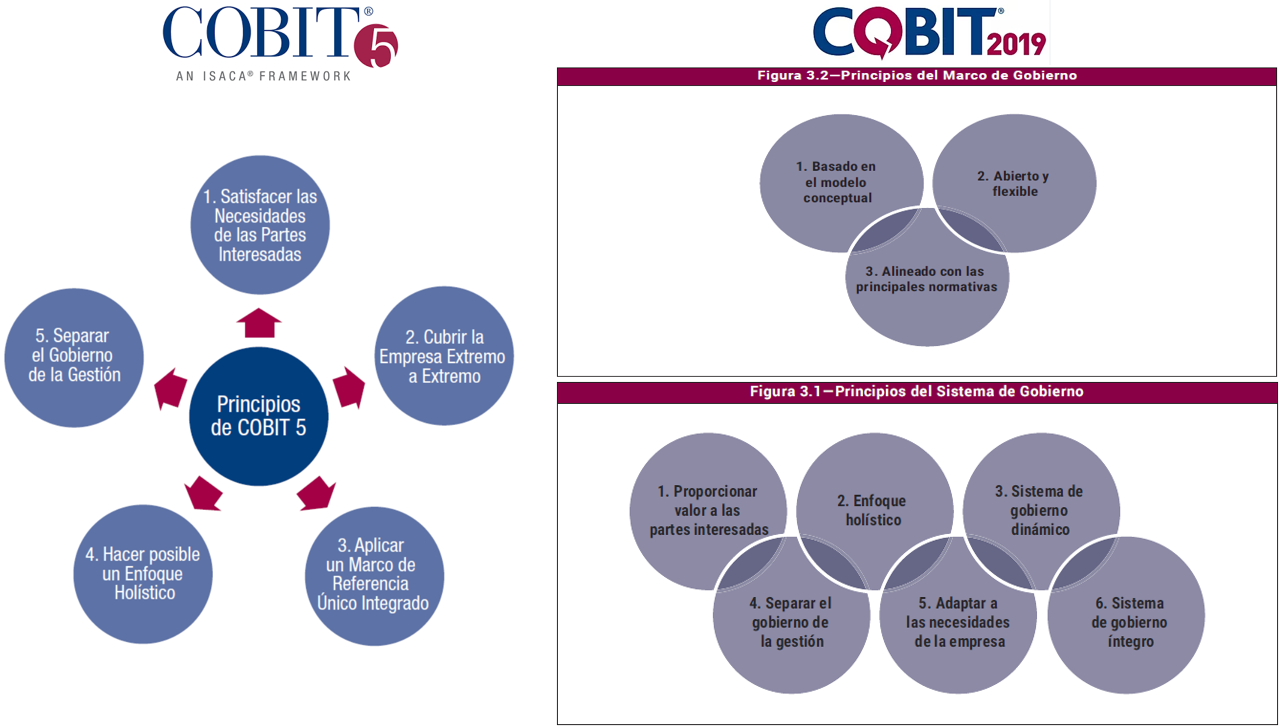 COBIT® 5
AN ISACA® FRAMEWORK
1. Satisfacer las
Necesidades
de las Partes
Interesadas
2. Cubrir la
Empresa Extremo
a Extremo
3. Aplicar
un Marco de
Referencia
Único Integrado
4. Hacer posible
un Enfoque
Holístico
5. Separar
el Gobierno
de la Gestión
Principios
de COBIT 5
COBIT® 2019
Figura 3.2—Principios del Marco de Gobierno
1. Basado en
el modelo
conceptual
2. Abierto y
flexible
3. Alineado con las
principales normativas
Figura 3.1—Principios del Sistema de Gobierno
1. Proporcionar
valor a las
partes interesadas
2. Enfoque
holístico
3. Sistema de
gobierno
dinámico
4. Separar el
gobierno de
la gestión
5. Adaptar a
las necesidades
de la empresa
6. Sistema
de gobierno
íntegro